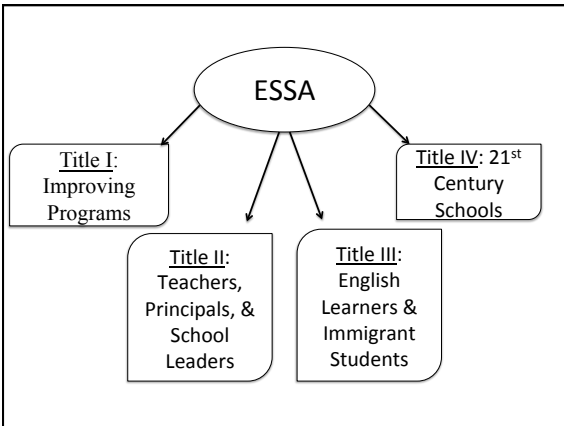 ESSA
Title I:
Improving
Programs
Title II:
Teachers,
Principals, &
School
Leaders
Title III:
English
Learners &
Immigrant
Students
Title IV: 21st
Century
Schools